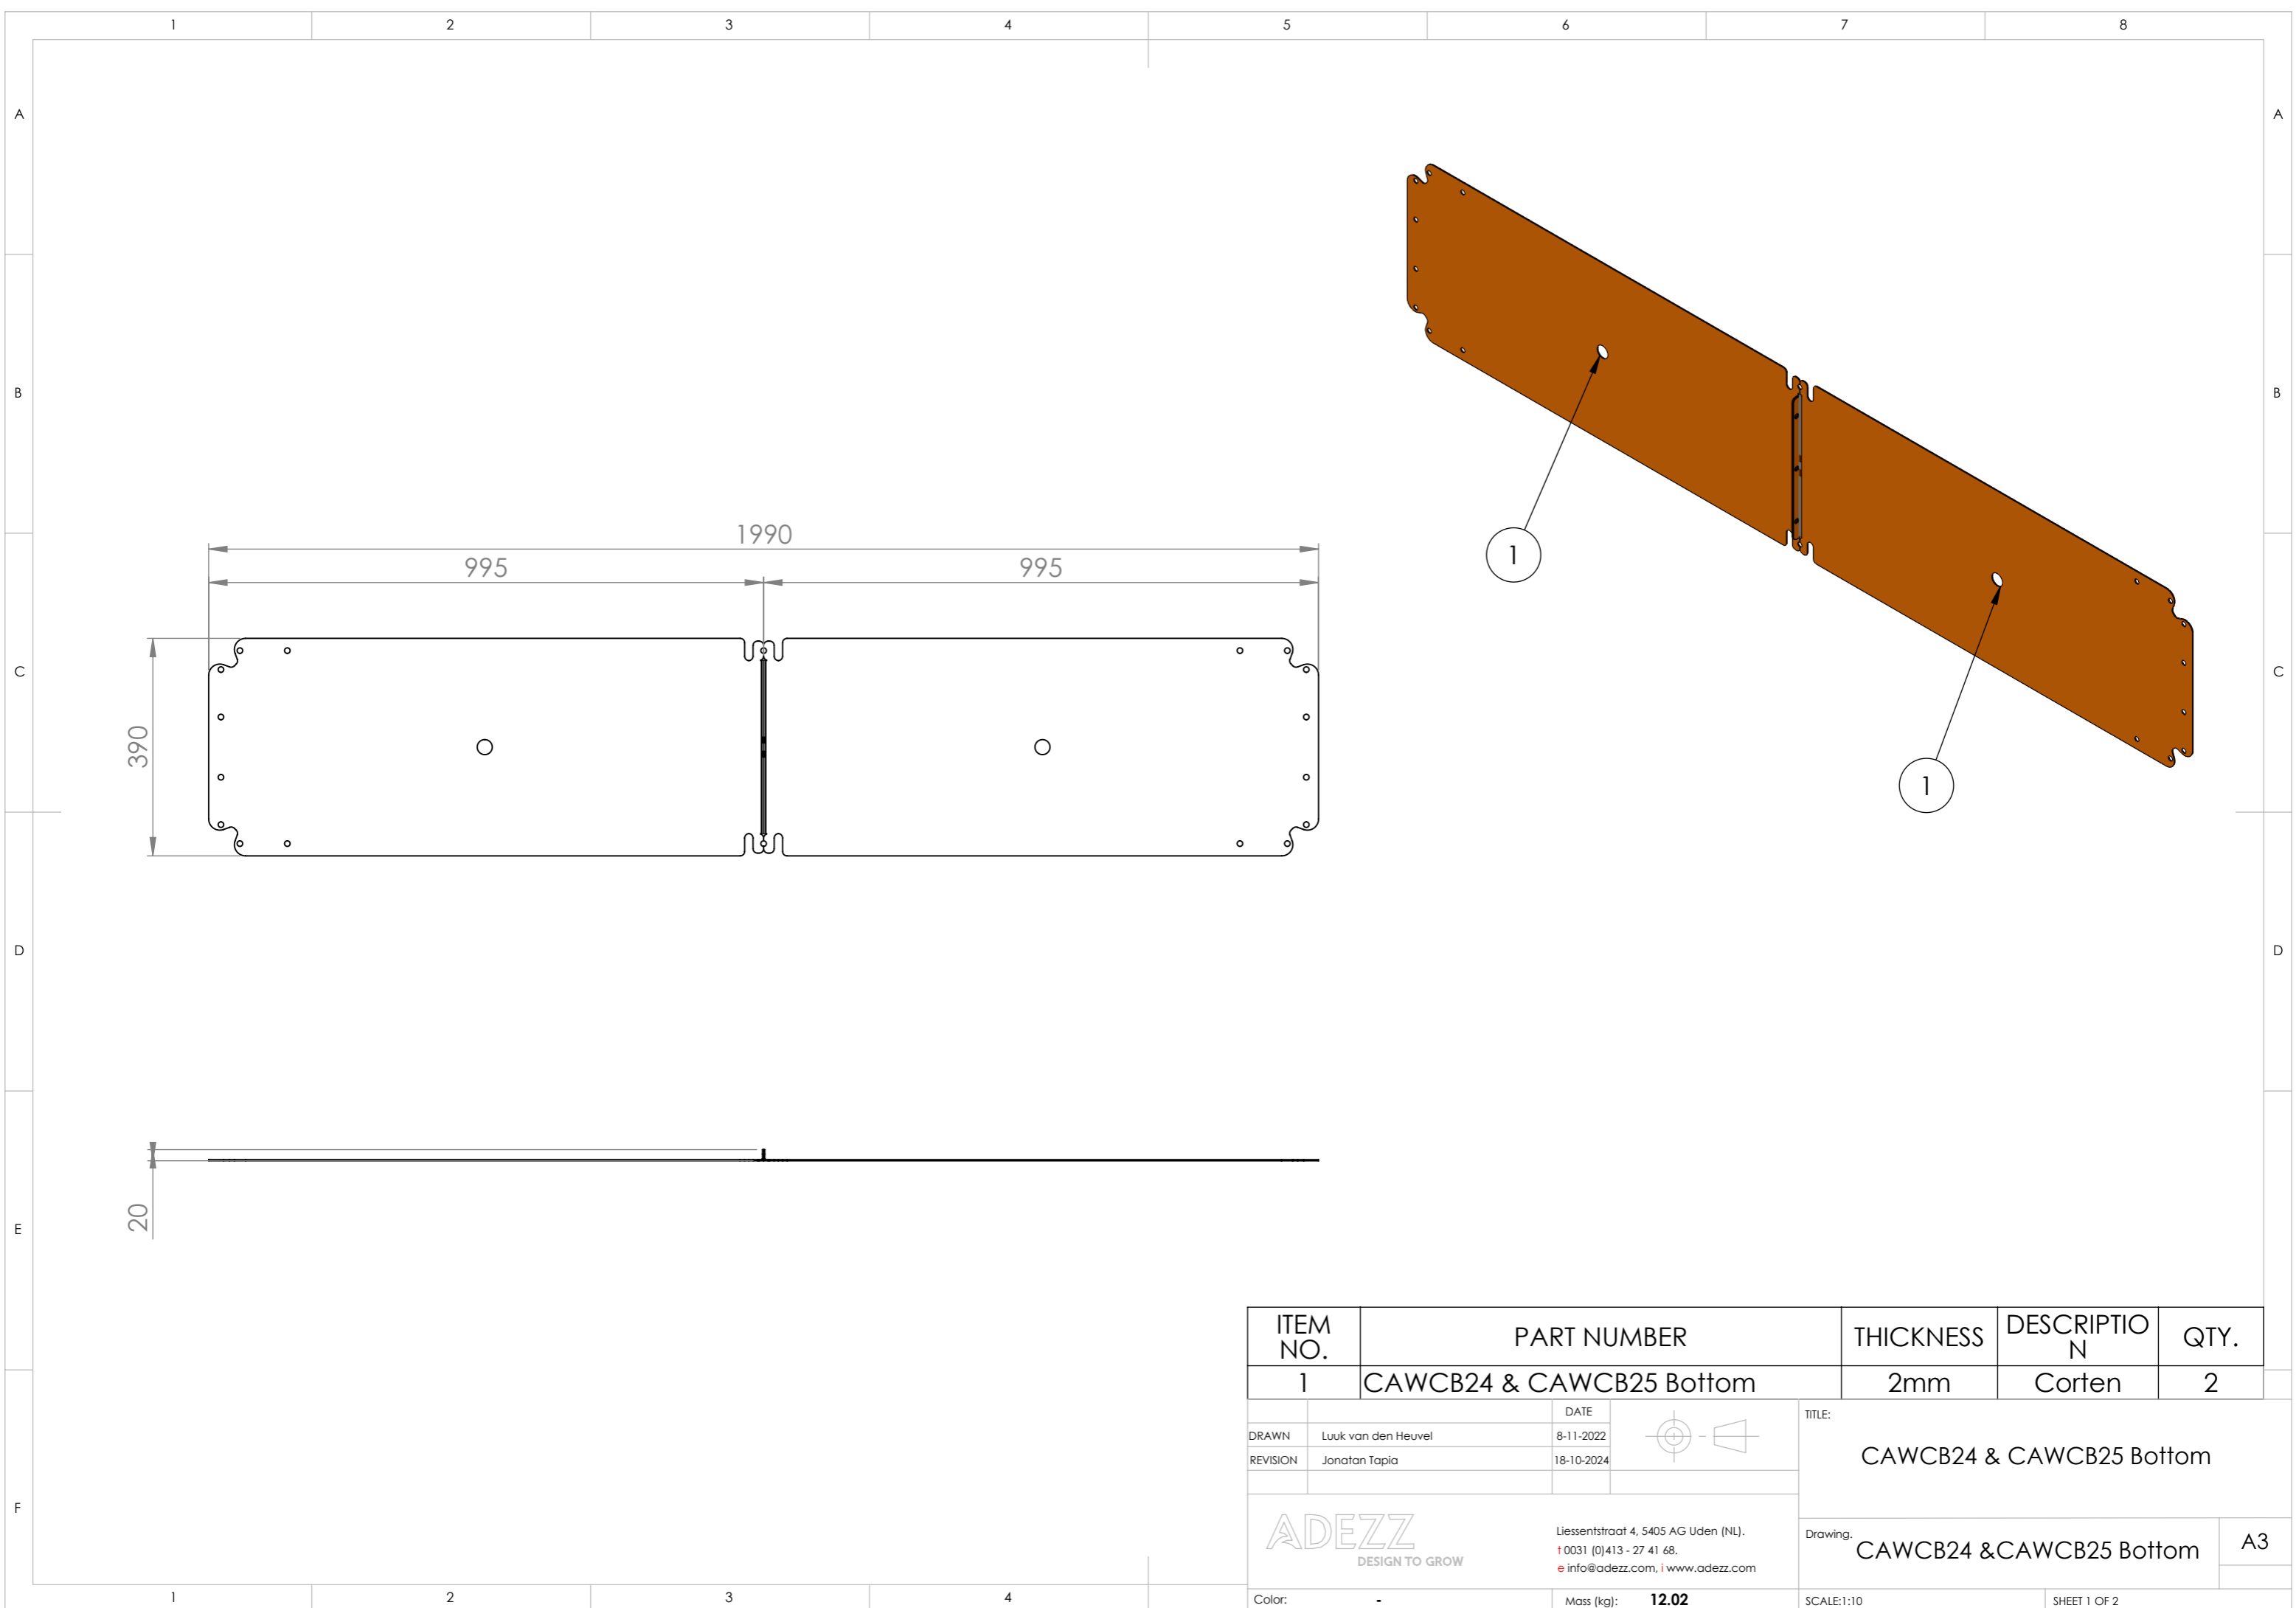 1 2 3 4 5 6 7 8
A A
B B
C C
D D
E
F
1990
995 995
390
20
1
1
ITEM NO. PART NUMBER THICKNESS DESCRIPTIO
N QTY.
1 CAWCB24 & CAWCB25 Bottom 2mm Corten 2
DATE
DRAWN Luuk van den Heuvel 8-11-2022
REVISION Jonatan Tapia 18-10-2024
TITLE:
CAWCB24 & CAWCB25 Bottom
ADEZZ
DESIGN TO GROW
Liessentstraat 4, 5405 AG Uden (NL).
t 0031 (0)413 - 27 41 68.
e info@adezz.com, i www.adezz.com
Drawing. CAWCB24 &CAWCB25 Bottom A3
Color: - Mass (kg): 12.02 SCALE:1:10 SHEET 1 OF 2
1 2 3 4